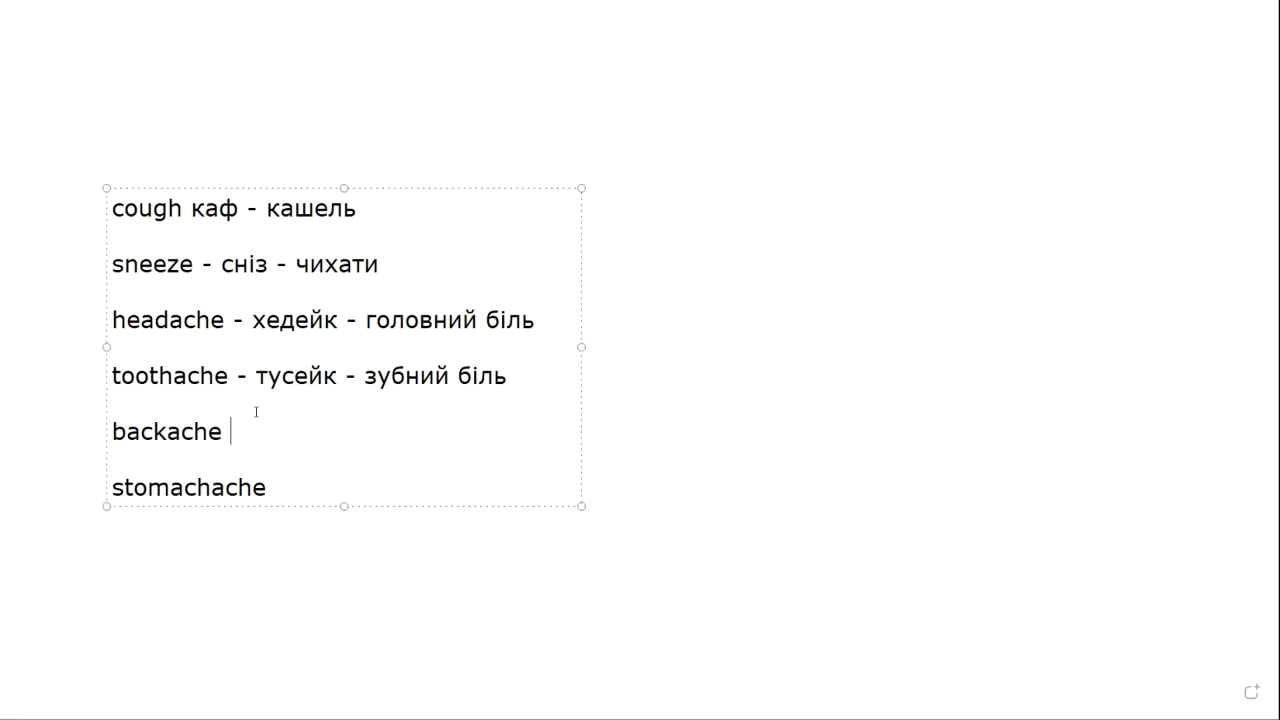 cough каф - кашель
sneeze - сніз - чихати
headache - хедейк - головний біль
toothache - тусейк - зубний біль
backache
stomachache